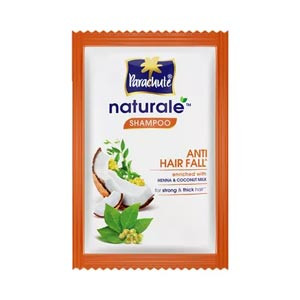 Parachute
naturale™
SHAMPOO
ANTI
HAIR FALL*
enriched with
HENNA & COCONUT MILK
for strong & thick hair